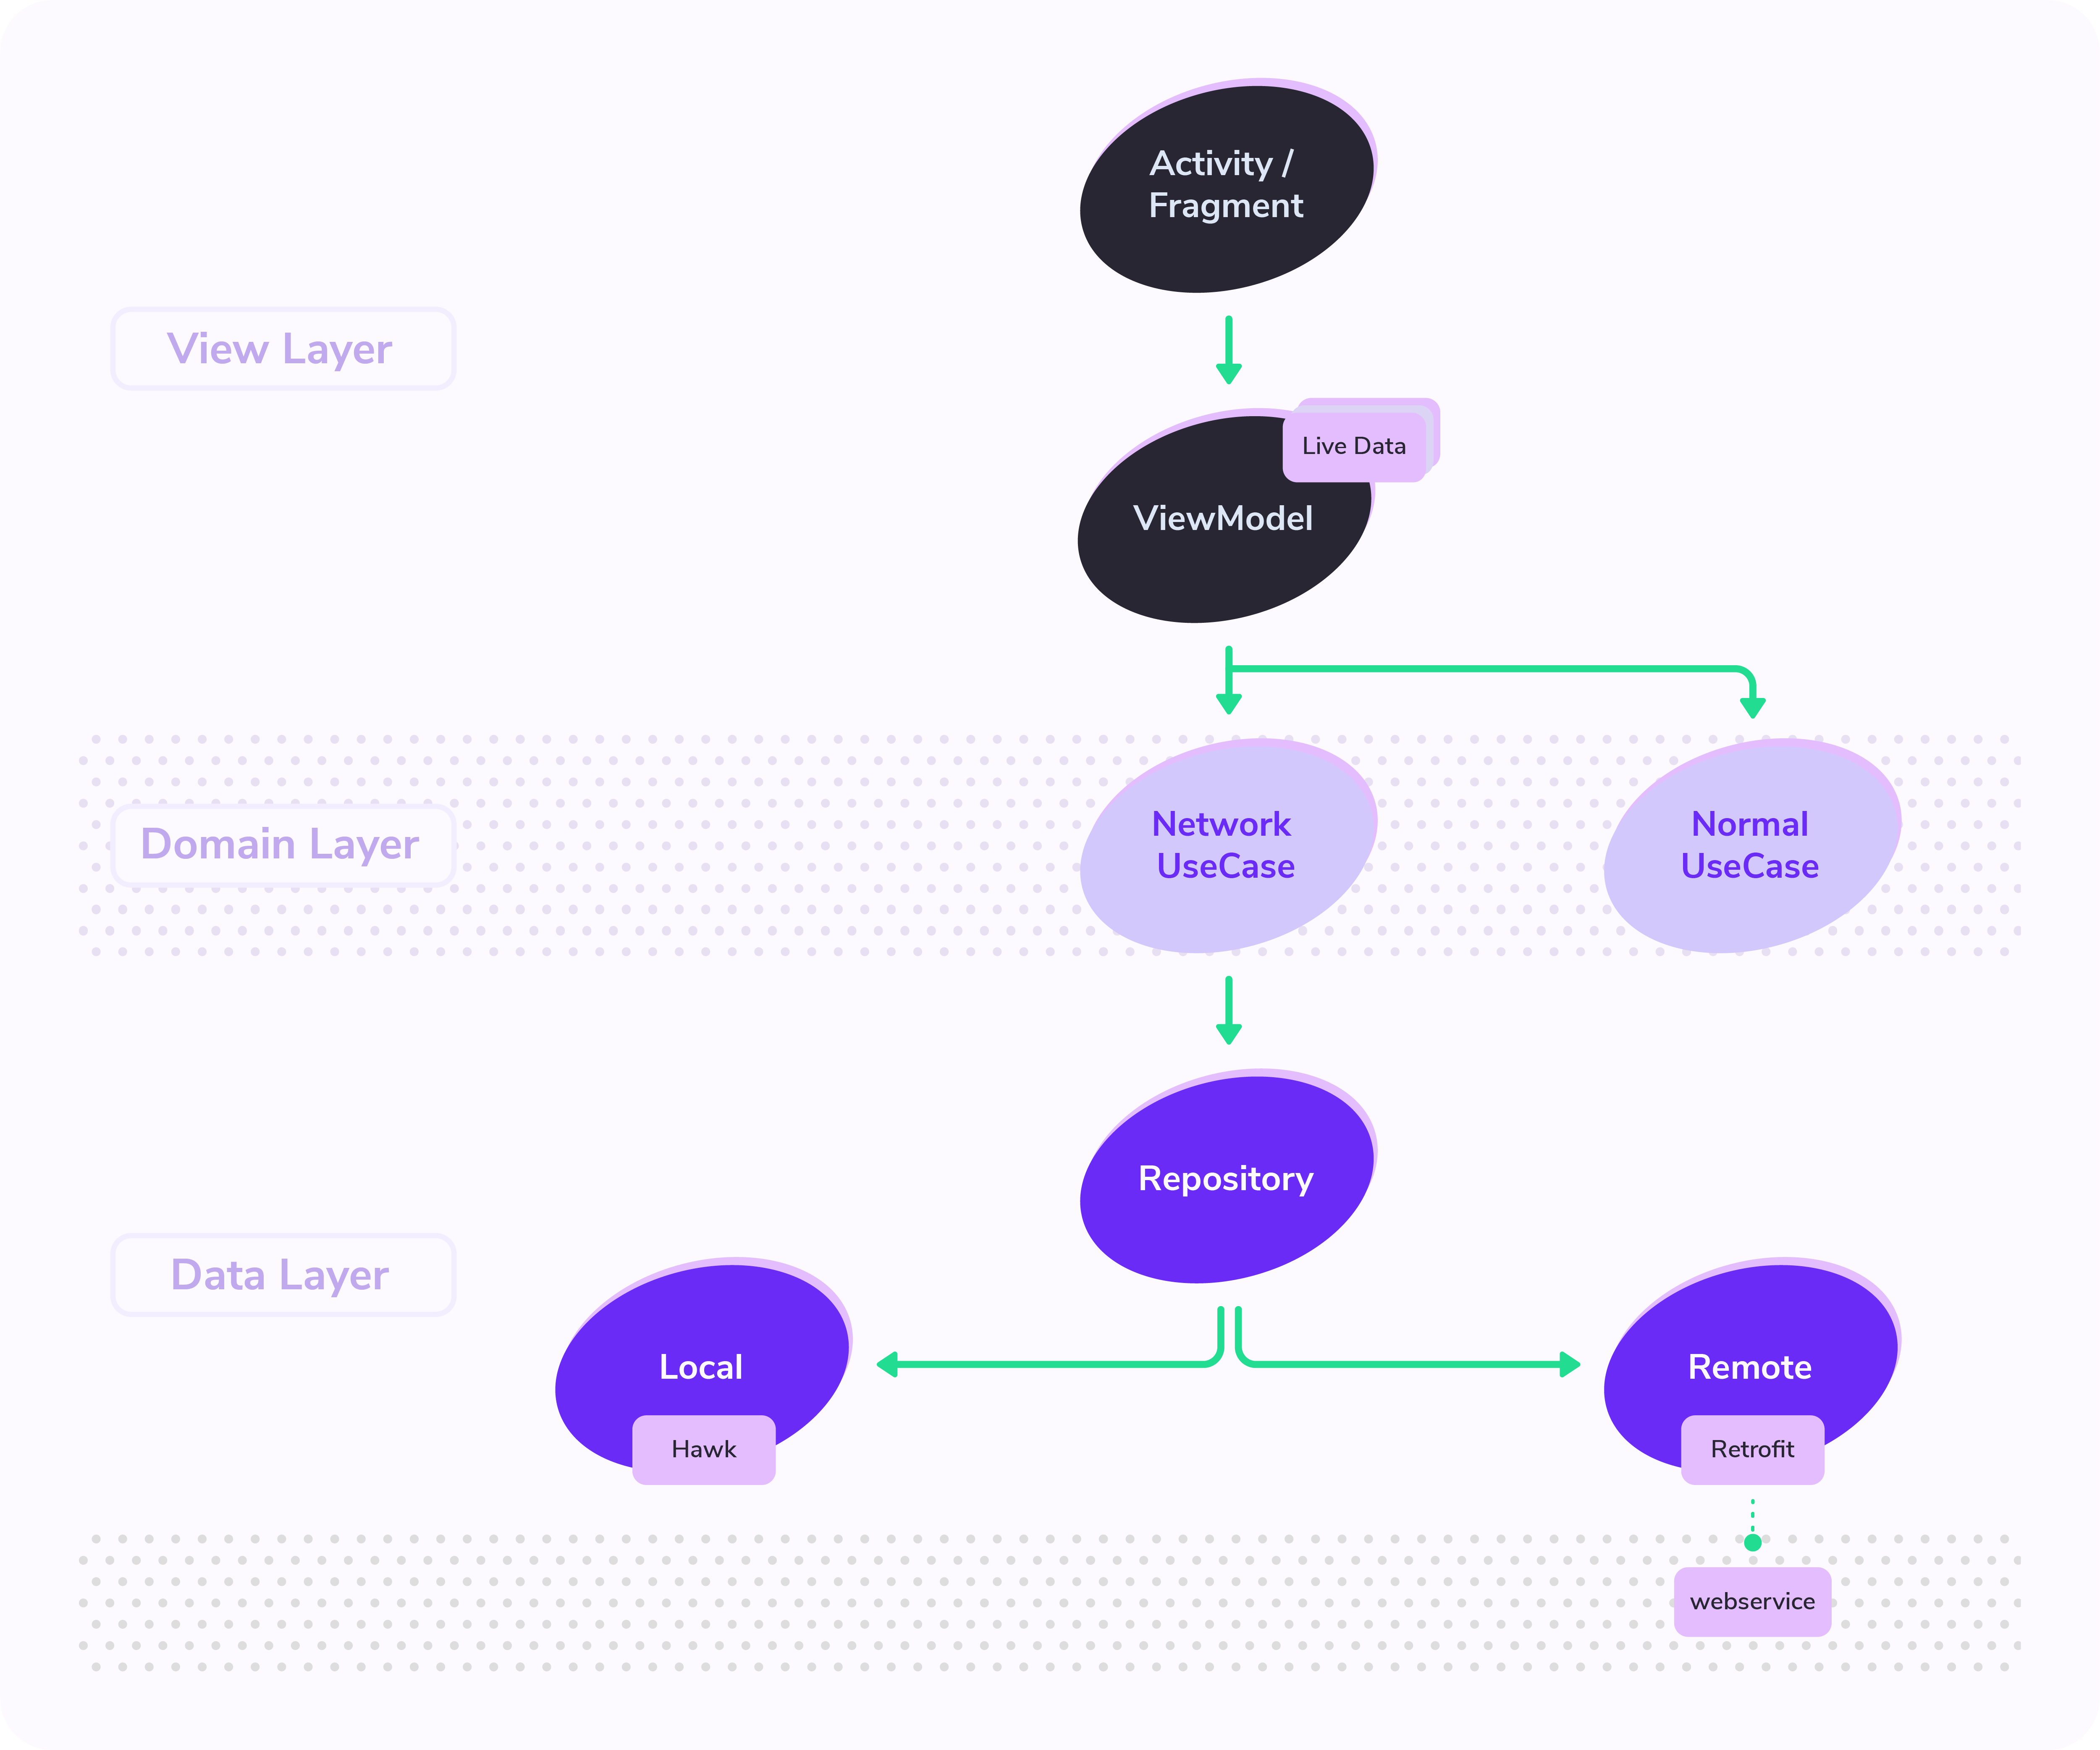 Activity /
Fragment
View Layer
Live Data
ViewModel
Domain Layer
Network
UseCase
Normal
UseCase
Repository
Data Layer
Local
Remote
Hawk
Retrofit
webservice